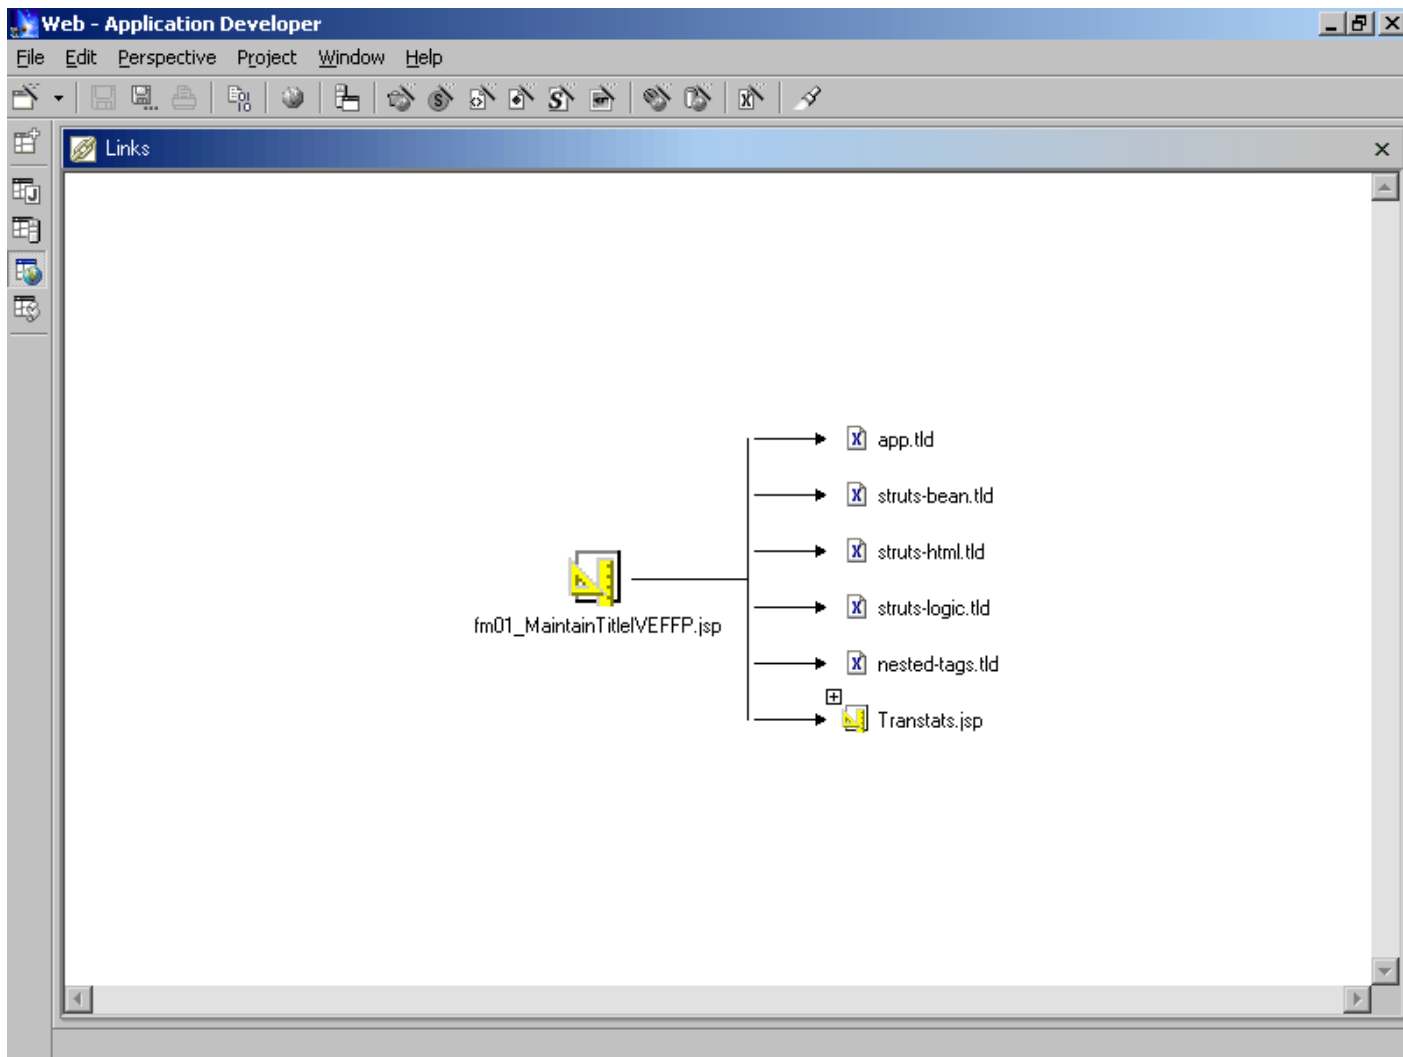 Web - Application Developer
File Edit Perspective Project Window Help
Links
app.tld
struts-bean.tld
struts-html.tld
fm01_MaintainTitleIVEFFP.jsp
struts-logic.tld
nested-tags.tld
Transtats.jsp